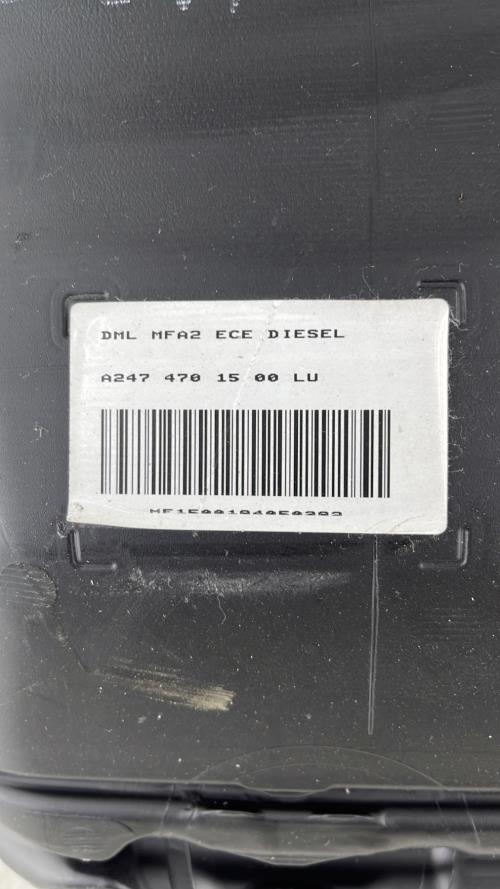 DML MFA2 ECE DIESEL
A247 470 15 00 LU